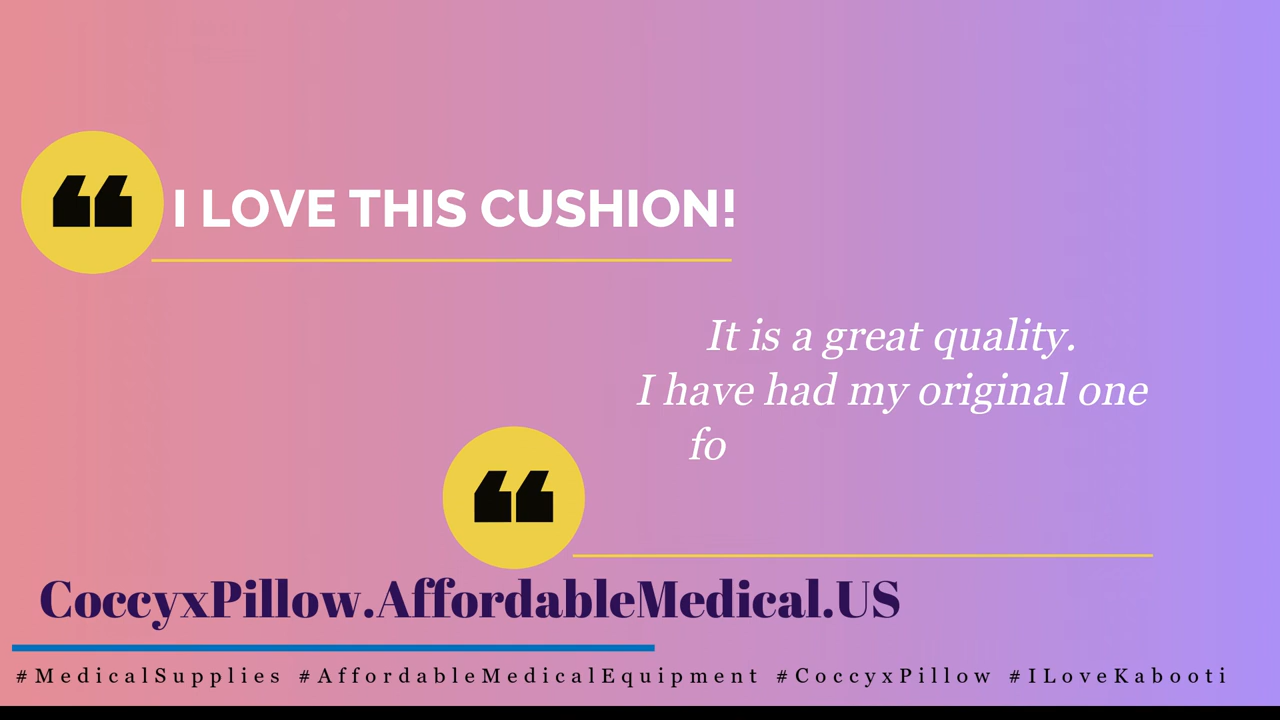 I LOVE THIS CUSHION!
It is a great quality.
I have had my original one
fo
CoccyxPillow.AffordableMedical.US
#MedicalSupplies #AffordableMedicalEquipment #CoccyxPillow #ILoveKabooti